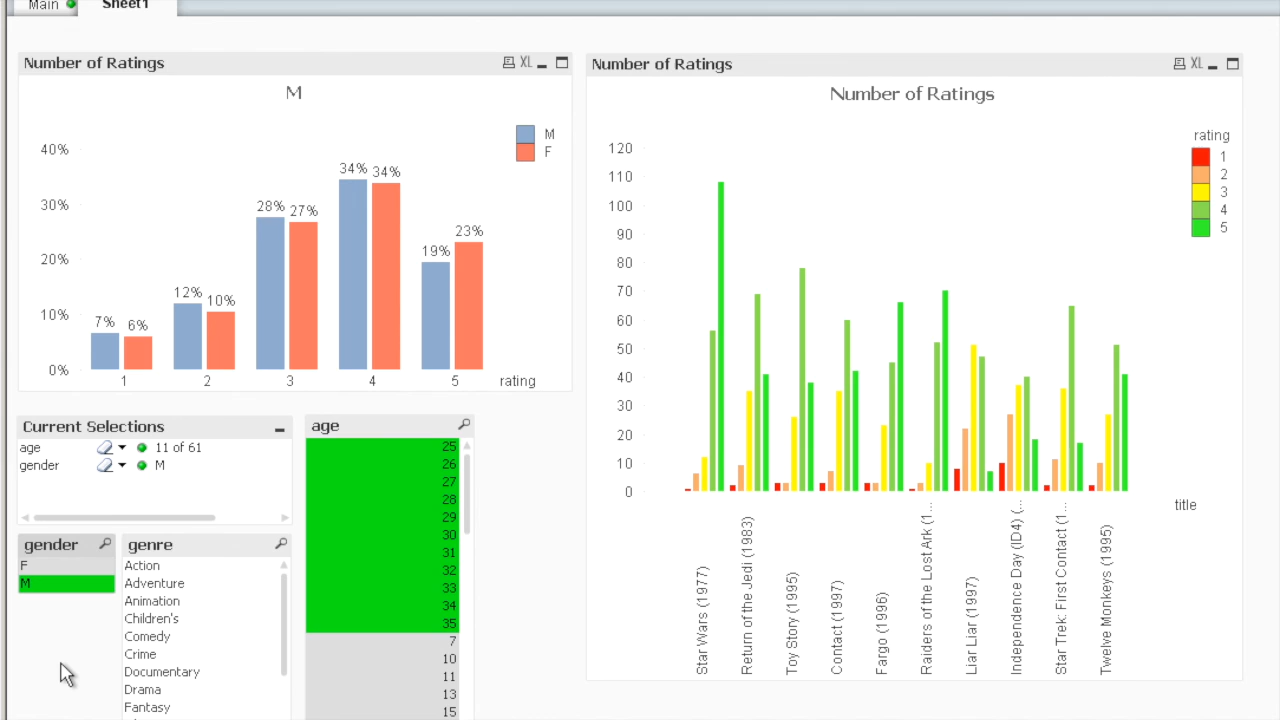 Main Sheet1
Number of Ratings XL
M
M
F
40%
30%
20%
10%
0%
7% 6% 12% 10% 28% 27% 34% 34% 19% 23%
1 2 3 4 5 rating
Number of Ratings XL
Number of Ratings
rating
1
2
3
4
5
120
110
100
90
80
70
60
50
40
30
20
10
0
title
Star Wars (1977)
Return of the Jedi (1983)
Toy Story (1995)
Contact (1997)
Fargo (1996)
Raiders of the Lost Ark (1...
Liar Liar (1997)
Independence Day (ID4) (...
Star Trek: First Contact (1...
Twelve Monkeys (1995)
Current Selections
age 11 of 61
gender M
gender
F
M
genre
Action
Adventure
Animation
Children's
Comedy
Crime
Documentary
Drama
Fantasy
age
25
26
27
28
29
30
31
32
33
34
35
7
10
11
13
15